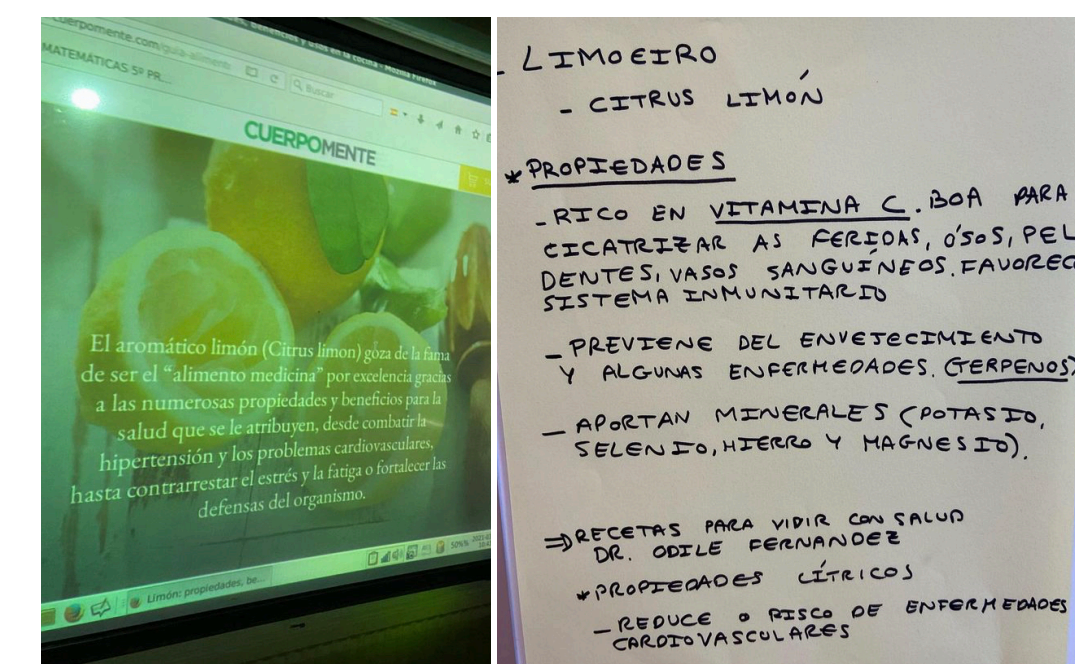 cuerpomente.com/guia-alimento
Buscar
MATEMÁTICAS 5º PR...
CUERPOMENTE
El aromático limón (Citrus limon) goza de la fama
de ser el “alimento medicina” por excelencia gracias
a las numerosas propiedades y beneficios para la
salud que se le atribuyen, desde combatir la
hipertensión y los problemas cardiovasculares,
hasta contrarrestar el estrés y la fatiga o fortalecer las
defensas del organismo.
50%
Limón: propiedades, be...
- LIMOEIRO
- CITRUS LIMÓN
* PROPIEDADES
- RICO EN VITAMINA C. BOA PARA
CICATRIZAR AS FERIDAS, ÓSOS, PEL
DENTES, VASOS SANGUÍNEOS. FAVOREC
SISTEMA INMUNITARIO
- PREVIENE DEL ENVEJECIMIENTO
Y ALGUNAS ENFERMEDADES. (TERPENOS)
- APORTAN MINERALES (POTASIO,
SELENIO, HIERRO Y MAGNESIO).
⇒ RECETAS PARA VIDIR CON SALUD
DR. ODILE FERNANDEZ
* PROPIEDADES CÍTRICOS
- REDUCE O RISCO DE ENFERMEDADES
CARDIOVASCULARES